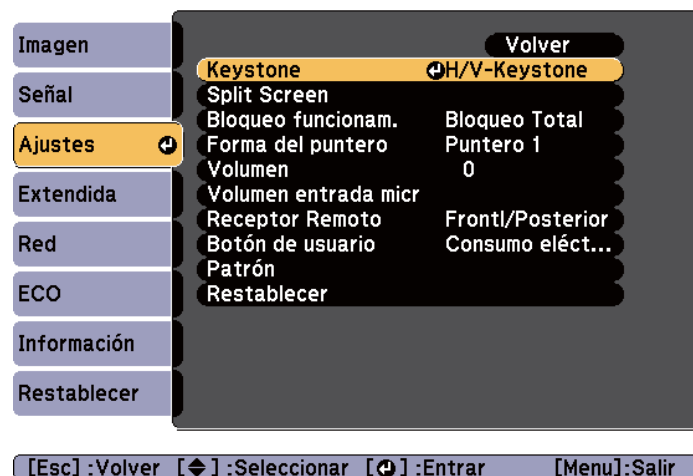 Imagen
Señal
Ajustes
Extendida
Red
ECO
Información
Restablecer
Volver
Keystone H/V-Keystone
Split Screen
Bloqueo funcionam. Bloqueo Total
Forma del puntero Puntero 1
Volumen 0
Volumen entrada micr
Receptor Remoto Frontl/Posterior
Botón de usuario Consumo eléct...
Patrón
Restablecer
[Esc] :Volver [◆] :Seleccionar [⏎] :Entrar [Menu]:Salir